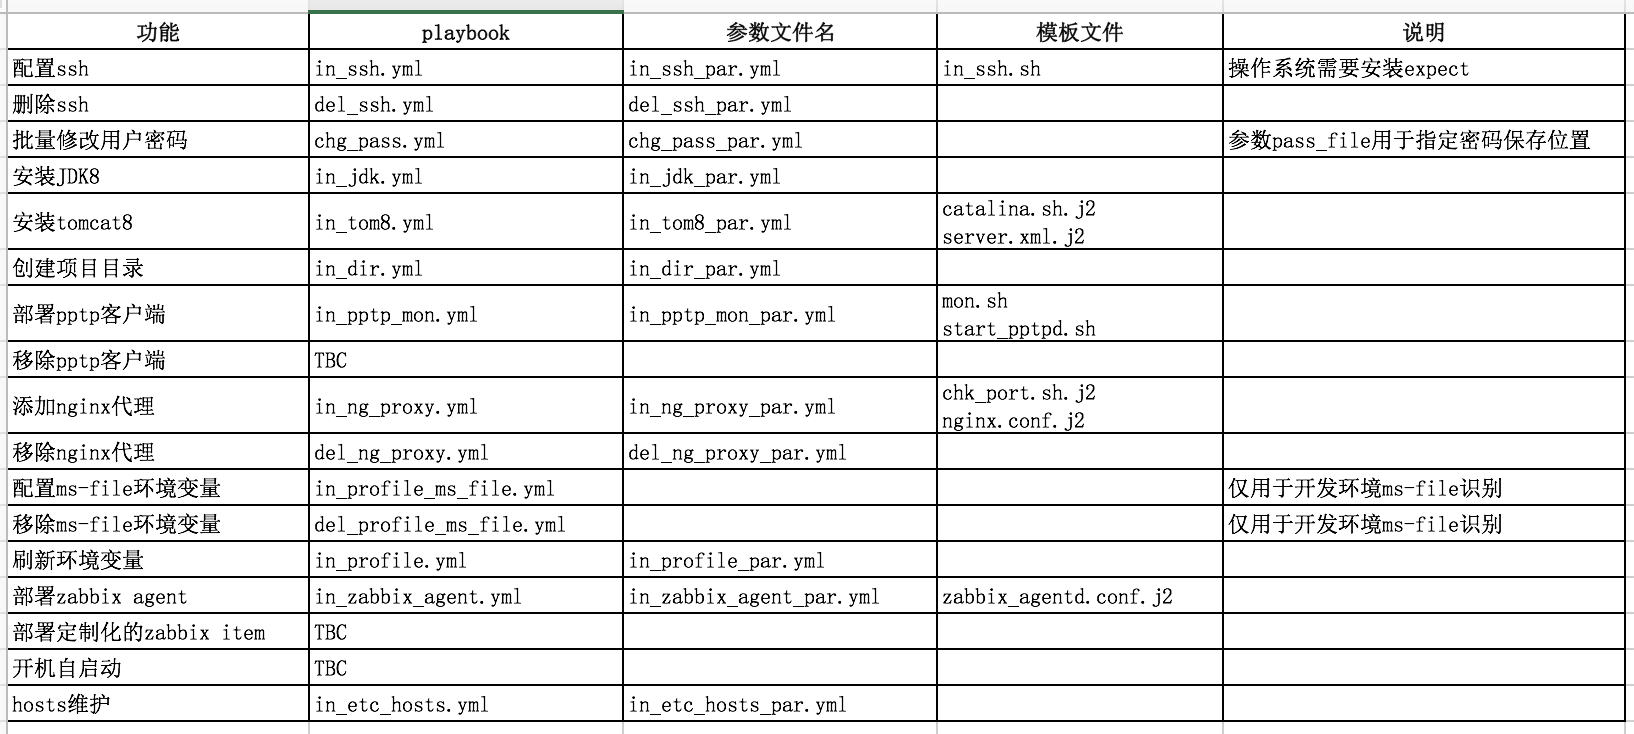 功能 playbook 参数文件名 模板文件 说明
配置ssh in_ssh.yml in_ssh_par.yml in_ssh.sh 操作系统需要安装expect
删除ssh del_ssh.yml del_ssh_par.yml
批量修改用户密码 chg_pass.yml chg_pass_par.yml 参数pass_file用于指定密码保存位置
安装JDK8 in_jdk.yml in_jdk_par.yml
安装tomcat8 in_tom8.yml in_tom8_par.yml catalina.sh.j2
server.xml.j2
创建项目目录 in_dir.yml in_dir_par.yml
部署pptp客户端 in_pptp_mon.yml in_pptp_mon_par.yml mon.sh
start_pptpd.sh
移除pptp客户端 TBC
添加nginx代理 in_ng_proxy.yml in_ng_proxy_par.yml chk_port.sh.j2
nginx.conf.j2
移除nginx代理 del_ng_proxy.yml del_ng_proxy_par.yml
配置ms-file环境变量 in_profile_ms_file.yml 仅用于开发环境ms-file识别
移除ms-file环境变量 del_profile_ms_file.yml 仅用于开发环境ms-file识别
刷新环境变量 in_profile.yml in_profile_par.yml
部署zabbix agent in_zabbix_agent.yml in_zabbix_agent_par.yml zabbix_agentd.conf.j2
部署定制化的zabbix item TBC
开机自启动 TBC
hosts维护 in_etc_hosts.yml in_etc_hosts_par.yml